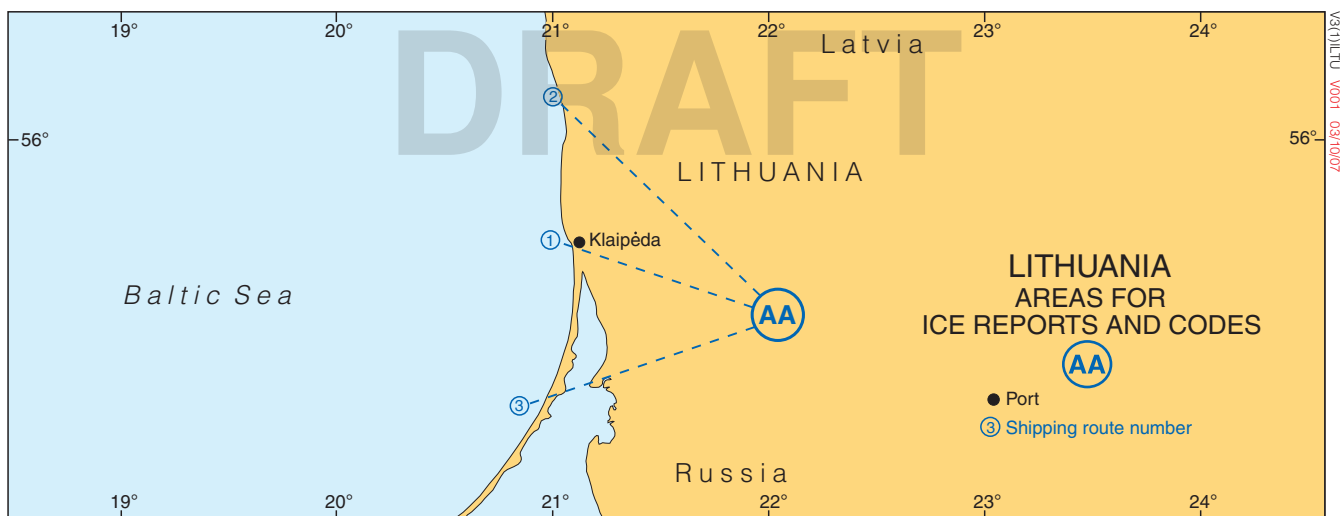 19° 20° 21° 22° 23° 24°
DRAFT
Latvia
2
56° 56°
LITHUANIA
1 Klaipėda
Baltic Sea
AA
LITHUANIA
AREAS FOR
ICE REPORTS AND CODES
AA
3
Port
3 Shipping route number
Russia
19° 20° 21° 22° 23° 24°
V3(1)ILTU V001 03/10/07